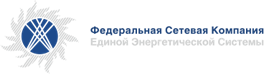 Федеральная Сетевая Компания
Единой Энергетической Системы